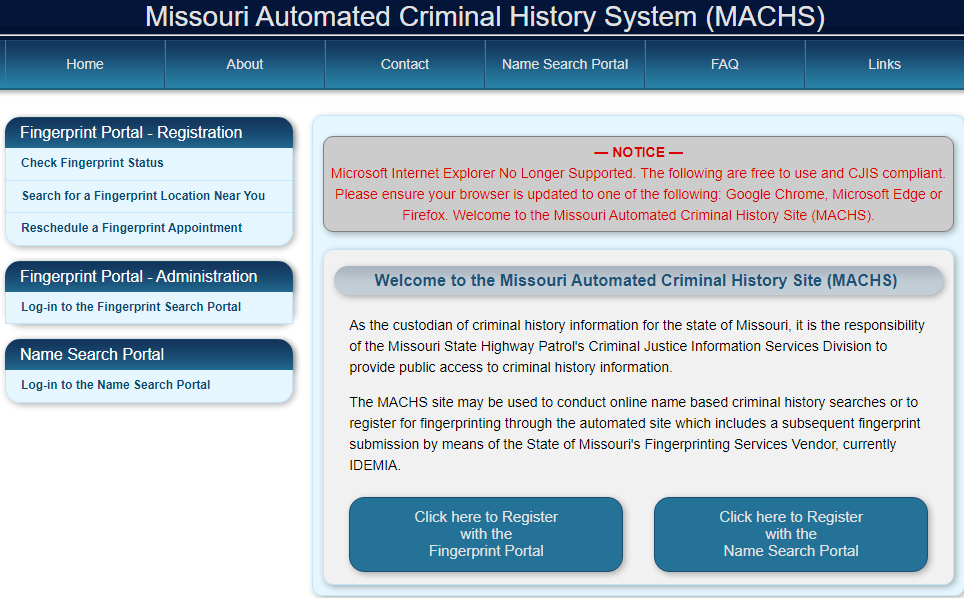 Missouri Automated Criminal History System (MACHS)
Home About Contact Name Search Portal FAQ Links
Fingerprint Portal - Registration
Check Fingerprint Status
Search for a Fingerprint Location Near You
Reschedule a Fingerprint Appointment
Fingerprint Portal - Administration
Log-in to the Fingerprint Search Portal
Name Search Portal
Log-in to the Name Search Portal
— NOTICE —
Microsoft Internet Explorer No Longer Supported. The following are free to use and CJIS compliant.
Please ensure your browser is updated to one of the following: Google Chrome, Microsoft Edge or
Firefox. Welcome to the Missouri Automated Criminal History Site (MACHS).
Welcome to the Missouri Automated Criminal History Site (MACHS)
As the custodian of criminal history information for the state of Missouri, it is the responsibility
of the Missouri State Highway Patrol's Criminal Justice Information Services Division to
provide public access to criminal history information.
The MACHS site may be used to conduct online name based criminal history searches or to
register for fingerprinting through the automated site which includes a subsequent fingerprint
submission by means of the State of Missouri's Fingerprinting Services Vendor, currently
IDEMIA.
Click here to Register
with the
Fingerprint Portal
Click here to Register
with the
Name Search Portal